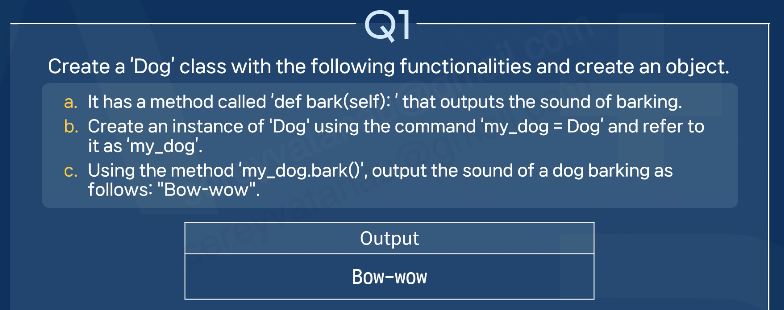 Q1
Create a 'Dog' class with the following functionalities and create an object.
a. It has a method called 'def bark(self): ' that outputs the sound of barking.
b. Create an instance of 'Dog' using the command 'my_dog = Dog' and refer to
it as 'my_dog'.
c. Using the method 'my_dog.bark()', output the sound of a dog barking as
follows: "Bow-wow".
Output
Bow-wow